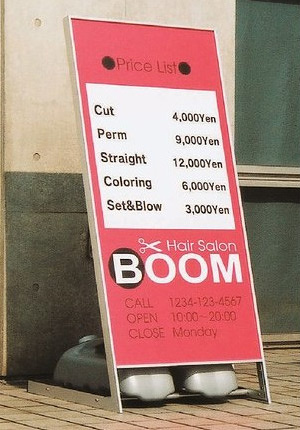 ●Price List●
Cut 4,000Yen
Perm 9,000Yen
Straight 12,000Yen
Coloring 6,000Yen
Set&Blow 3,000Yen
Hair Salon
BOOM
CALL 1234-123-4567
OPEN 10:00~20:00
CLOSE Monday